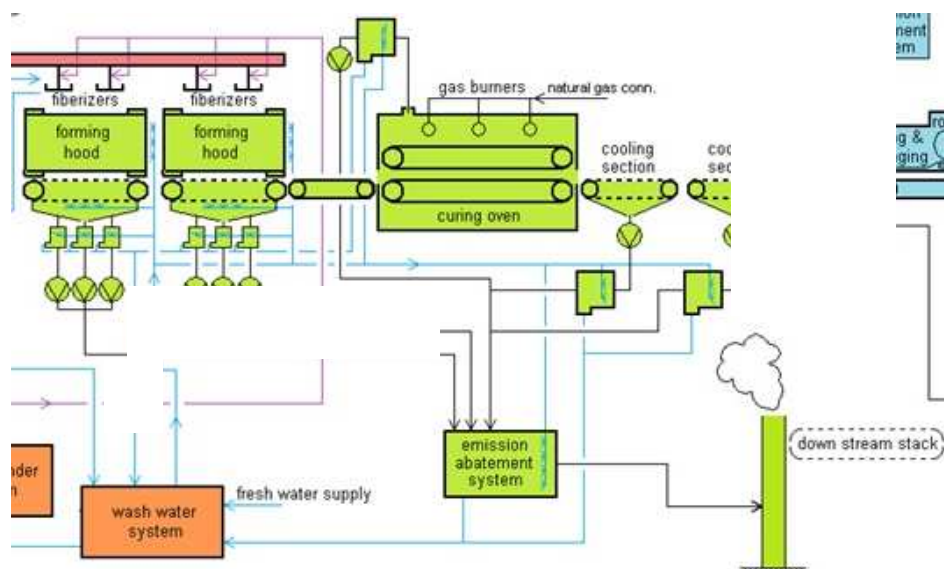 fiberizers
fiberizers
gas burners
natural gas conn.
forming
hood
forming
hood
cooling
section
curing oven
emission
abatement
system
down stream stack
fresh water supply
wash water
system